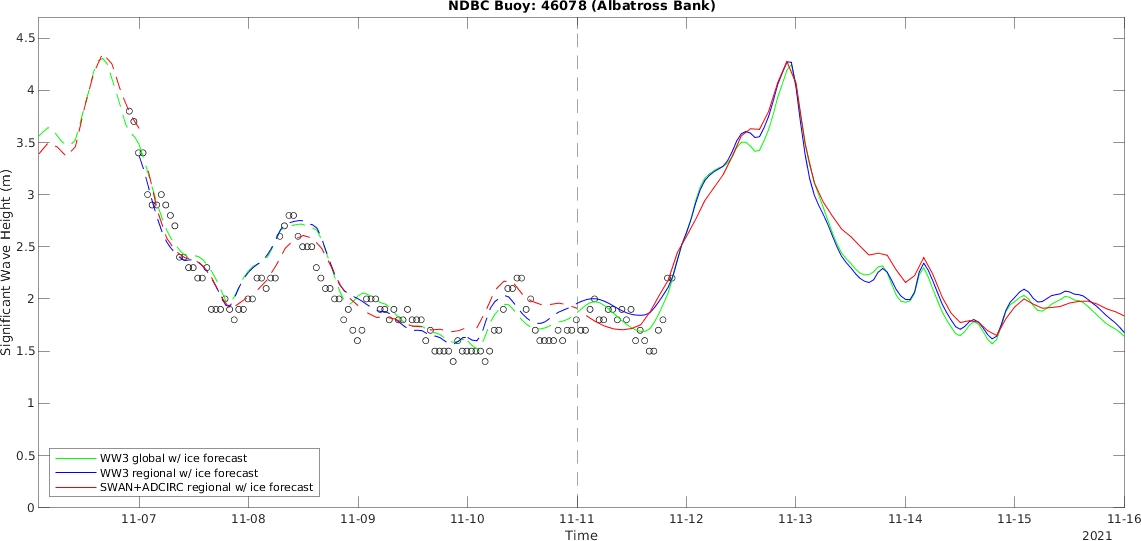 NDBC Buoy: 46078 (Albatross Bank)
Significant Wave Height (m)
4.5
4
3.5
3
2.5
2
1.5
1
0.5
0
WW3 global w/ ice forecast
WW3 regional w/ ice forecast
SWAN+ADCIRC regional w/ ice forecast
11-07 11-08 11-09 11-10 11-11 11-12 11-13 11-14 11-15 11-16
Time
2021